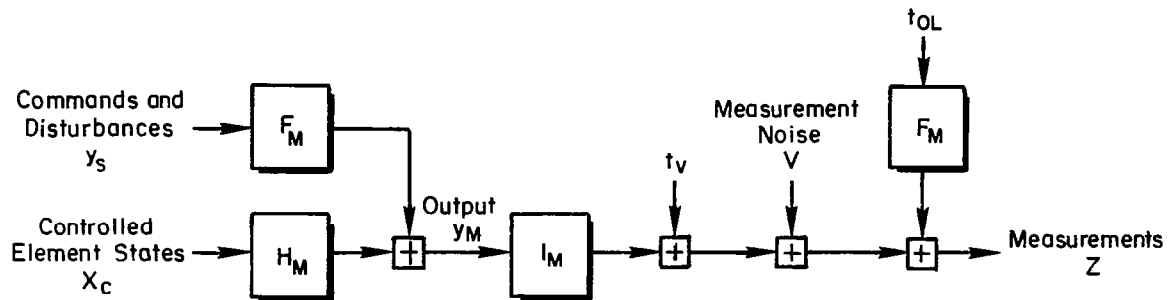 t_OL
Commands and
Disturbances
y_s
F_M
Measurement
Noise
V
F_M
t_V
Controlled
Element States
X_C
H_M
+
Output
y_M
I_M
+
+
+
Measurements
Z